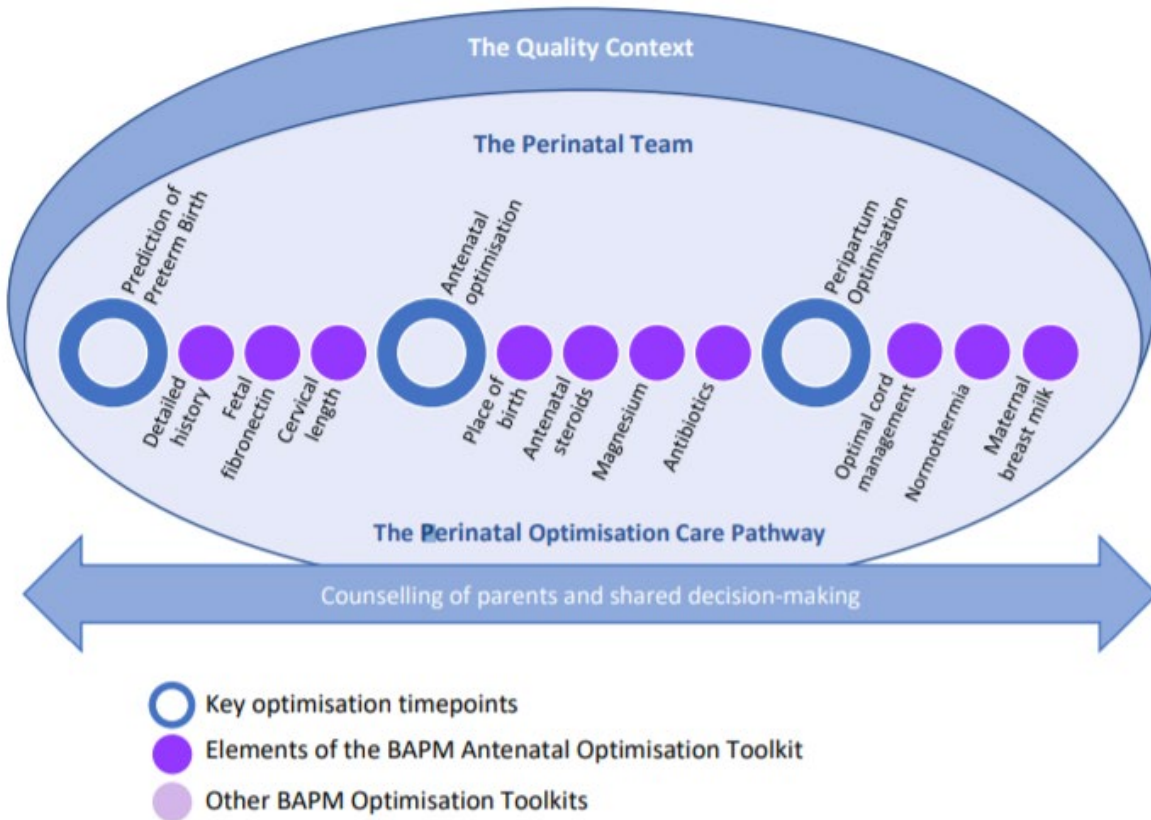 The Quality Context
The Perinatal Team
Prediction of
Preterm Birth
Detailed
history
Fetal
fibronectin
Cervical
length
Antenatal
optimisation
Place of
birth
Antenatal
steroids
Magnesium
Antibiotics
Peripartum
Optimisation
Optimal cord
management
Normothermia
Maternal
breast milk
The Perinatal Optimisation Care Pathway
Counselling of parents and shared decision-making
Key optimisation timepoints
Elements of the BAPM Antenatal Optimisation Toolkit
Other BAPM Optimisation Toolkits